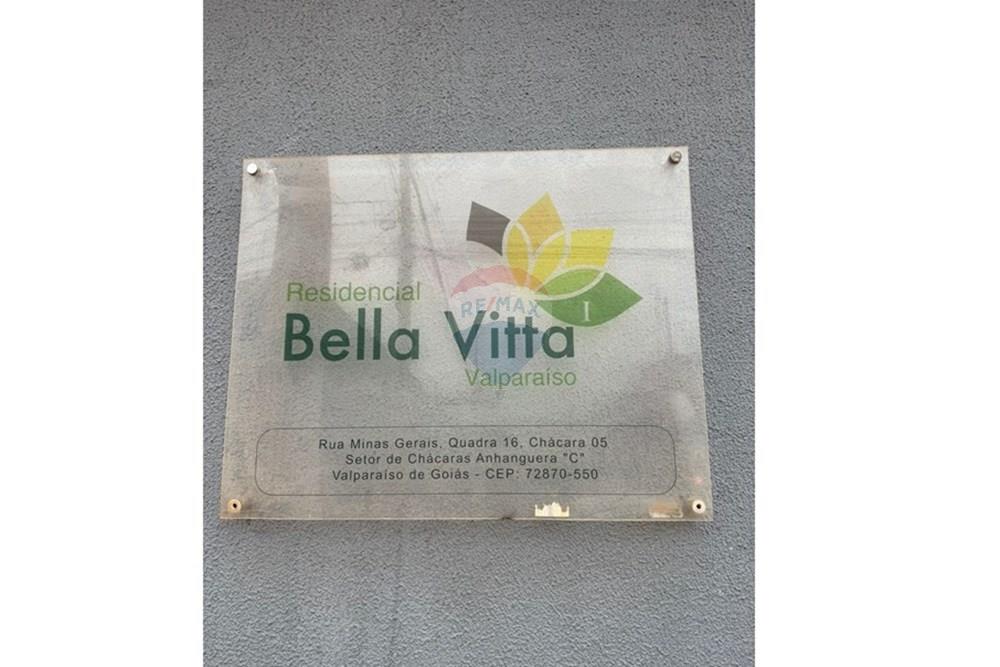 Residencial
Bella Vitta
Valparaíso
I
RE/MAX
Rua Minas Gerais, Quadra 16, Chácara 05
Setor de Chácaras Anhanguera "C"
Valparaíso de Goiás - CEP: 72870-550